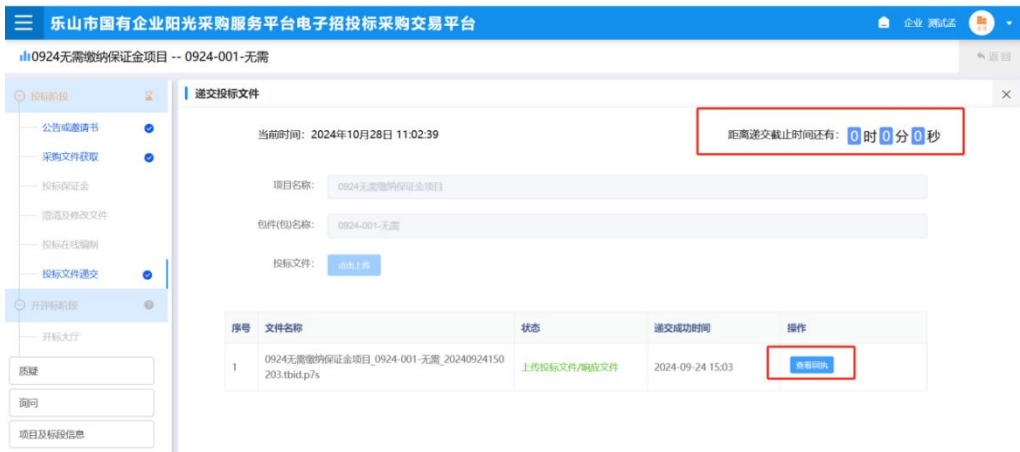 乐山市国有企业阳光采购服务平台电子招投标采购交易平台
企业 测试孟
0924无需缴纳保证金项目 -- 0924-001-无需
返回
投标阶段
公告或邀请书
采购文件获取
投标保证金
澄清及修改文件
投标在线编制
投标文件递交
开评标阶段
开标大厅
质疑
询问
项目及标段信息
递交投标文件
当前时间：2024年10月28日 11:02:39
距离递交截止时间还有： 0 时 0 分 0 秒
项目名称： 0924无需缴纳保证金项目
包件(包)名称： 0924-001-无需
投标文件： 点击上传
序号 文件名称 状态 递交成功时间 操作
1 0924无需缴纳保证金项目_0924-001-无需_20240924150203.tbid.p7s 上传投标文件/响应文件 2024-09-24 15:03 查看回执